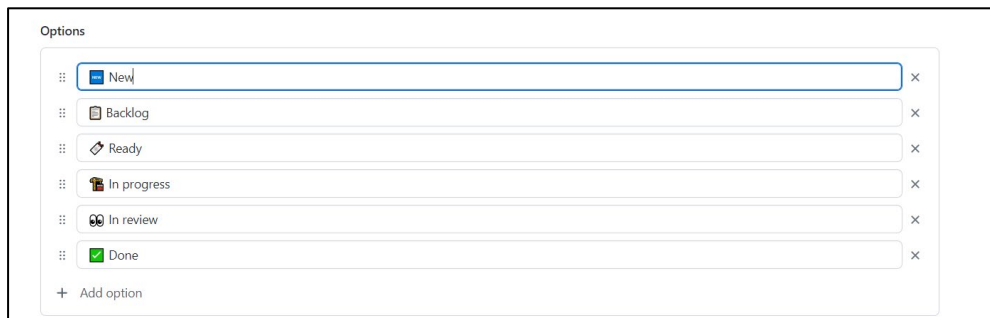 Options
🆕 New
📋 Backlog
🔖 Ready
🏗 In progress
👀 In review
✅ Done
+ Add option